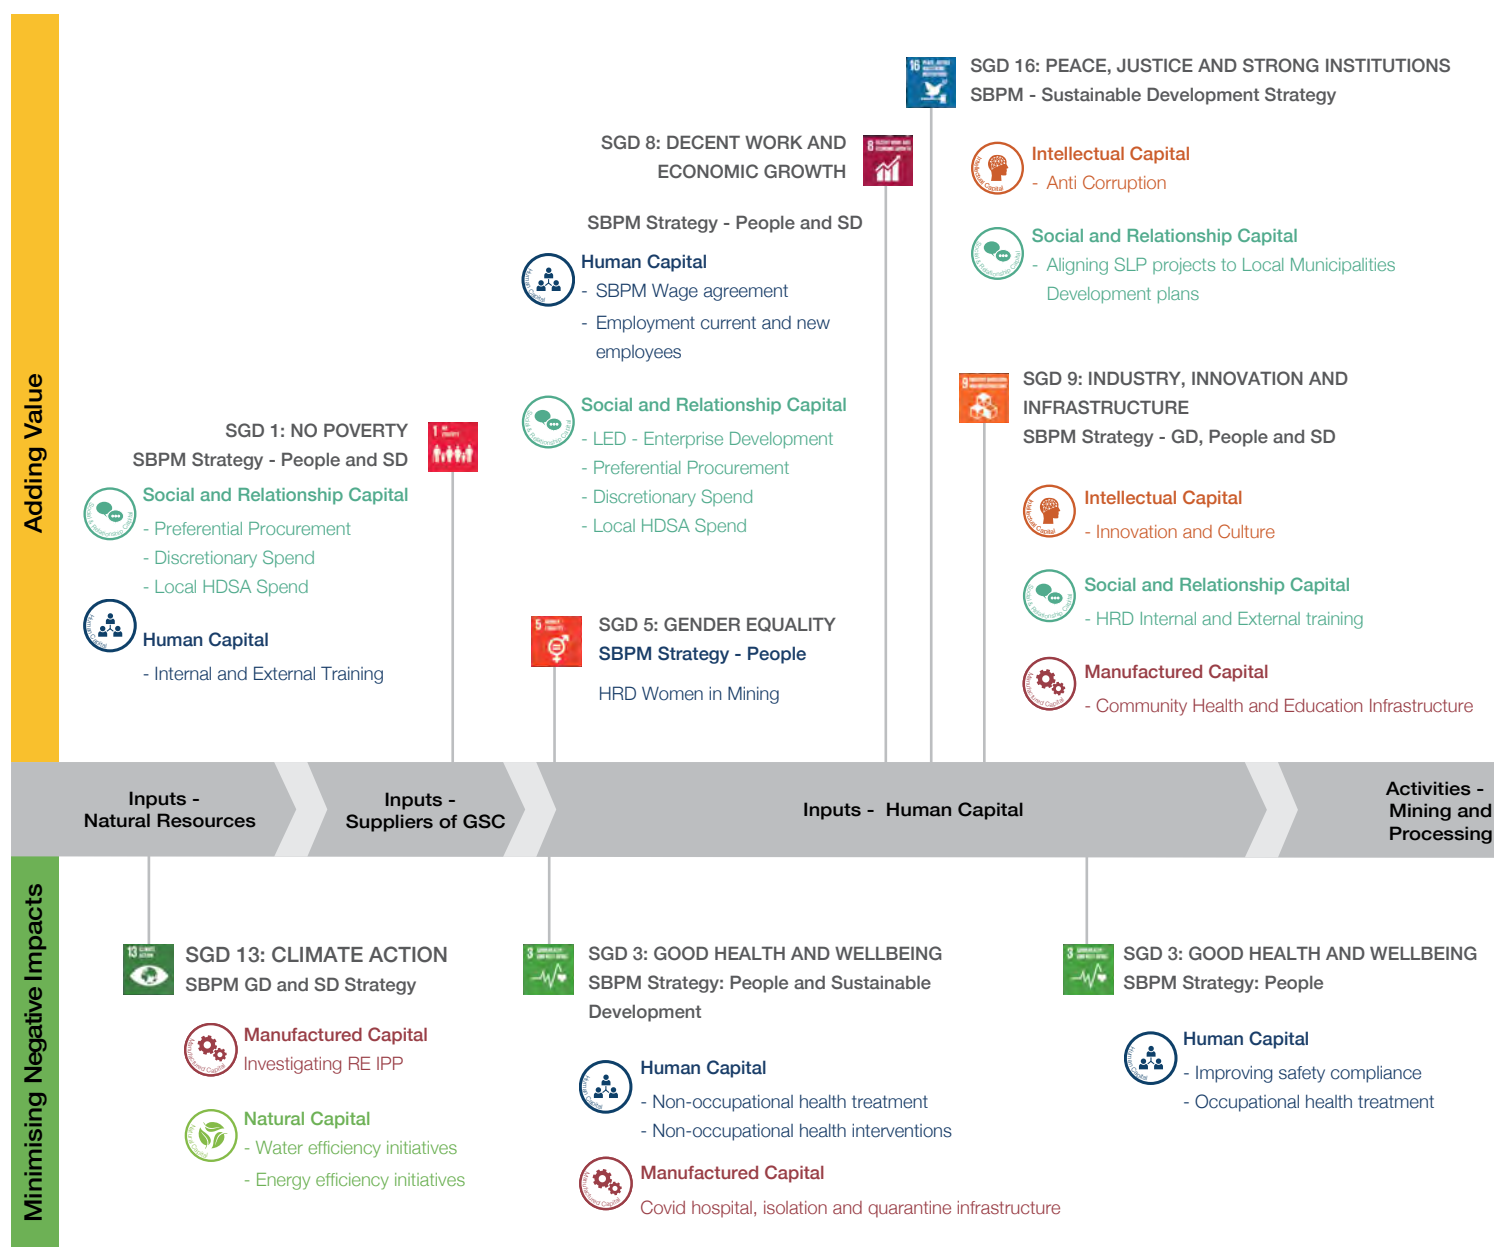 Adding Value
SGD 16: PEACE, JUSTICE AND STRONG INSTITUTIONS
SBPM - Sustainable Development Strategy
Intellectual Capital
- Anti Corruption
Social and Relationship Capital
- Aligning SLP projects to Local Municipalities
Development plans
SGD 8: DECENT WORK AND
ECONOMIC GROWTH
SBPM Strategy - People and SD
Human Capital
- SBPM Wage agreement
- Employment current and new
employees
Social and Relationship Capital
- LED - Enterprise Development
- Preferential Procurement
- Discretionary Spend
- Local HDSA Spend
SGD 9: INDUSTRY, INNOVATION AND
INFRASTRUCTURE
SBPM Strategy - GD, People and SD
Intellectual Capital
- Innovation and Culture
Social and Relationship Capital
- HRD Internal and External training
Manufactured Capital
- Community Health and Education Infrastructure
SGD 1: NO POVERTY
SBPM Strategy - People and SD
Social and Relationship Capital
- Preferential Procurement
- Discretionary Spend
- Local HDSA Spend
Human Capital
- Internal and External Training
SGD 5: GENDER EQUALITY
SBPM Strategy - People
HRD Women in Mining
Inputs -
Natural Resources
Inputs -
Suppliers of GSC
Inputs - Human Capital
Activities -
Mining and
Processing
Minimising Negative Impacts
SGD 13: CLIMATE ACTION
SBPM GD and SD Strategy
Manufactured Capital
Investigating RE IPP
Natural Capital
- Water efficiency initiatives
- Energy efficiency initiatives
SGD 3: GOOD HEALTH AND WELLBEING
SBPM Strategy: People and Sustainable
Development
Human Capital
- Non-occupational health treatment
- Non-occupational health interventions
Manufactured Capital
Covid hospital, isolation and quarantine infrastructure
SGD 3: GOOD HEALTH AND WELLBEING
SBPM Strategy: People
Human Capital
- Improving safety compliance
- Occupational health treatment